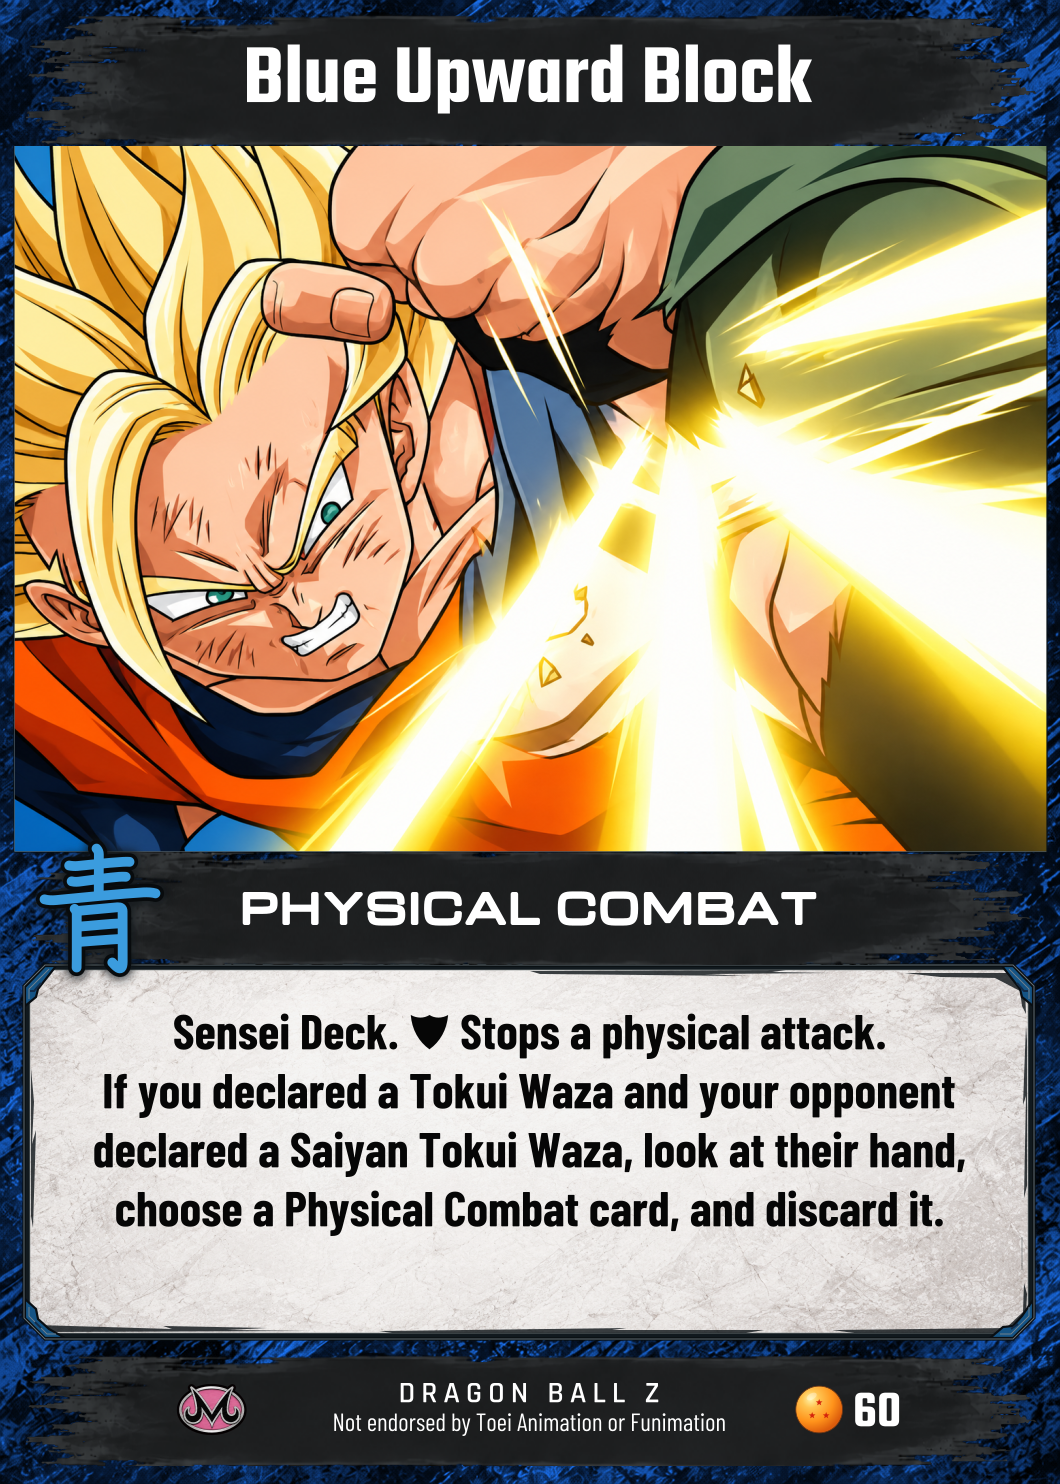 Blue Upward Block
青
PHYSICAL COMBAT
Sensei Deck. Stops a physical attack.
If you declared a Tokui Waza and your opponent
declared a Saiyan Tokui Waza, look at their hand,
choose a Physical Combat card, and discard it.
DRAGON BALL Z
Not endorsed by Toei Animation or Funimation
60